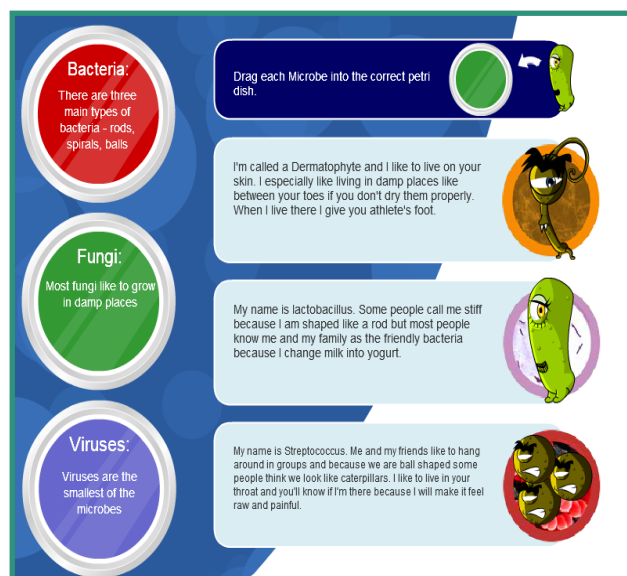 Bacteria:
There are three
main types of
bacteria - rods,
spirals, balls
Fungi:
Most fungi like to grow
in damp places
Viruses:
Viruses are the
smallest of the
microbes
Drag each Microbe into the correct petri
dish.
I'm called a Dermatophyte and I like to live on your
skin. I especially like living in damp places like
between your toes if you don't dry them properly.
When I live there I give you athlete's foot.
My name is lactobacillus. Some people call me stiff
because I am shaped like a rod but most people
know me and my family as the friendly bacteria
because I change milk into yogurt.
My name is Streptococcus. Me and my friends like to hang
around in groups and because we are ball shaped some
people think we look like caterpillars. I like to live in your
throat and you'll know if I'm there because I will make it feel
raw and painful.